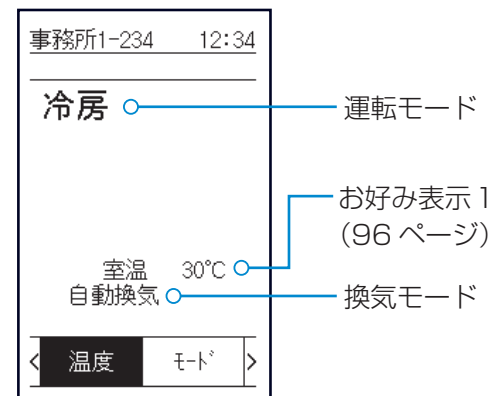 事務所1-234 12:34
冷房
運転モード
お好み表示1
（96 ページ）
室温 30℃
自動換気
換気モード
< 温度 ﾓｰﾄﾞ >